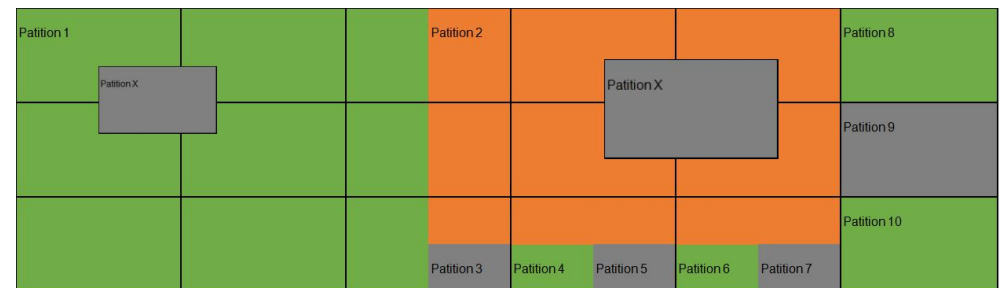 Patition 1
Patition 2
Patition 8
Patition X
Patition X
Patition 9
Patition 10
Patition 3
Patition 4
Patition 5
Patition 6
Patition 7